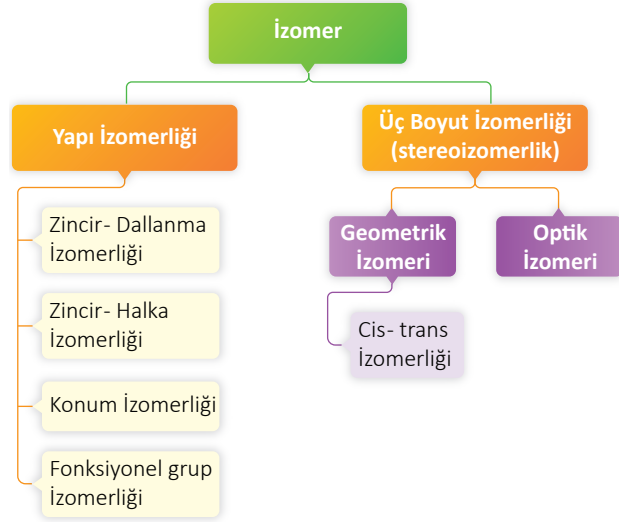 İzomer
Yapı İzomerliği
Zincir- Dallanma
İzomerliği
Zincir- Halka
İzomerliği
Konum İzomerliği
Fonksiyonel grup
İzomerliği
Üç Boyut İzomerliği
(stereoizomerlik)
Geometrik
İzomeri
Cis- trans
İzomerliği
Optik
İzomeri